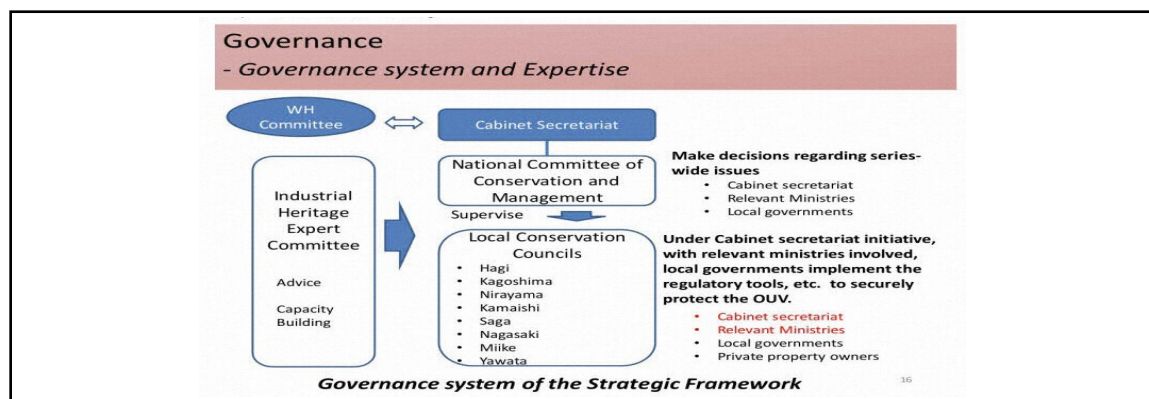 Governance
- Governance system and Expertise
WH
Committee
Cabinet Secretariat
Industrial
Heritage
Expert
Committee
Advice
Capacity
Building
National Committee of
Conservation and
Management
Supervise
Local Conservation
Councils
• Hagi
• Kagoshima
• Nirayama
• Kamaishi
• Saga
• Nagasaki
• Miike
• Yawata
Make decisions regarding series-
wide issues
• Cabinet secretariat
• Relevant Ministries
• Local governments
Under Cabinet secretariat initiative,
with relevant ministries involved,
local governments implement the
regulatory tools, etc. to securely
protect the OUV.
• Cabinet secretariat
• Relevant Ministries
• Local governments
• Private property owners
Governance system of the Strategic Framework
16